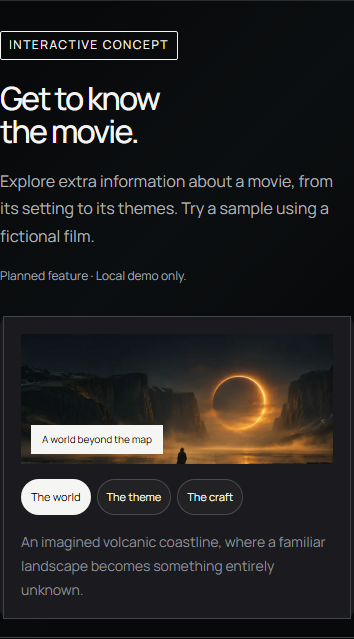 INTERACTIVE CONCEPT
Get to know
the movie.
Explore extra information about a movie, from
its setting to its themes. Try a sample using a
fictional film.
Planned feature · Local demo only.
A world beyond the map
The world
The theme
The craft
An imagined volcanic coastline, where a familiar
landscape becomes something entirely
unknown.